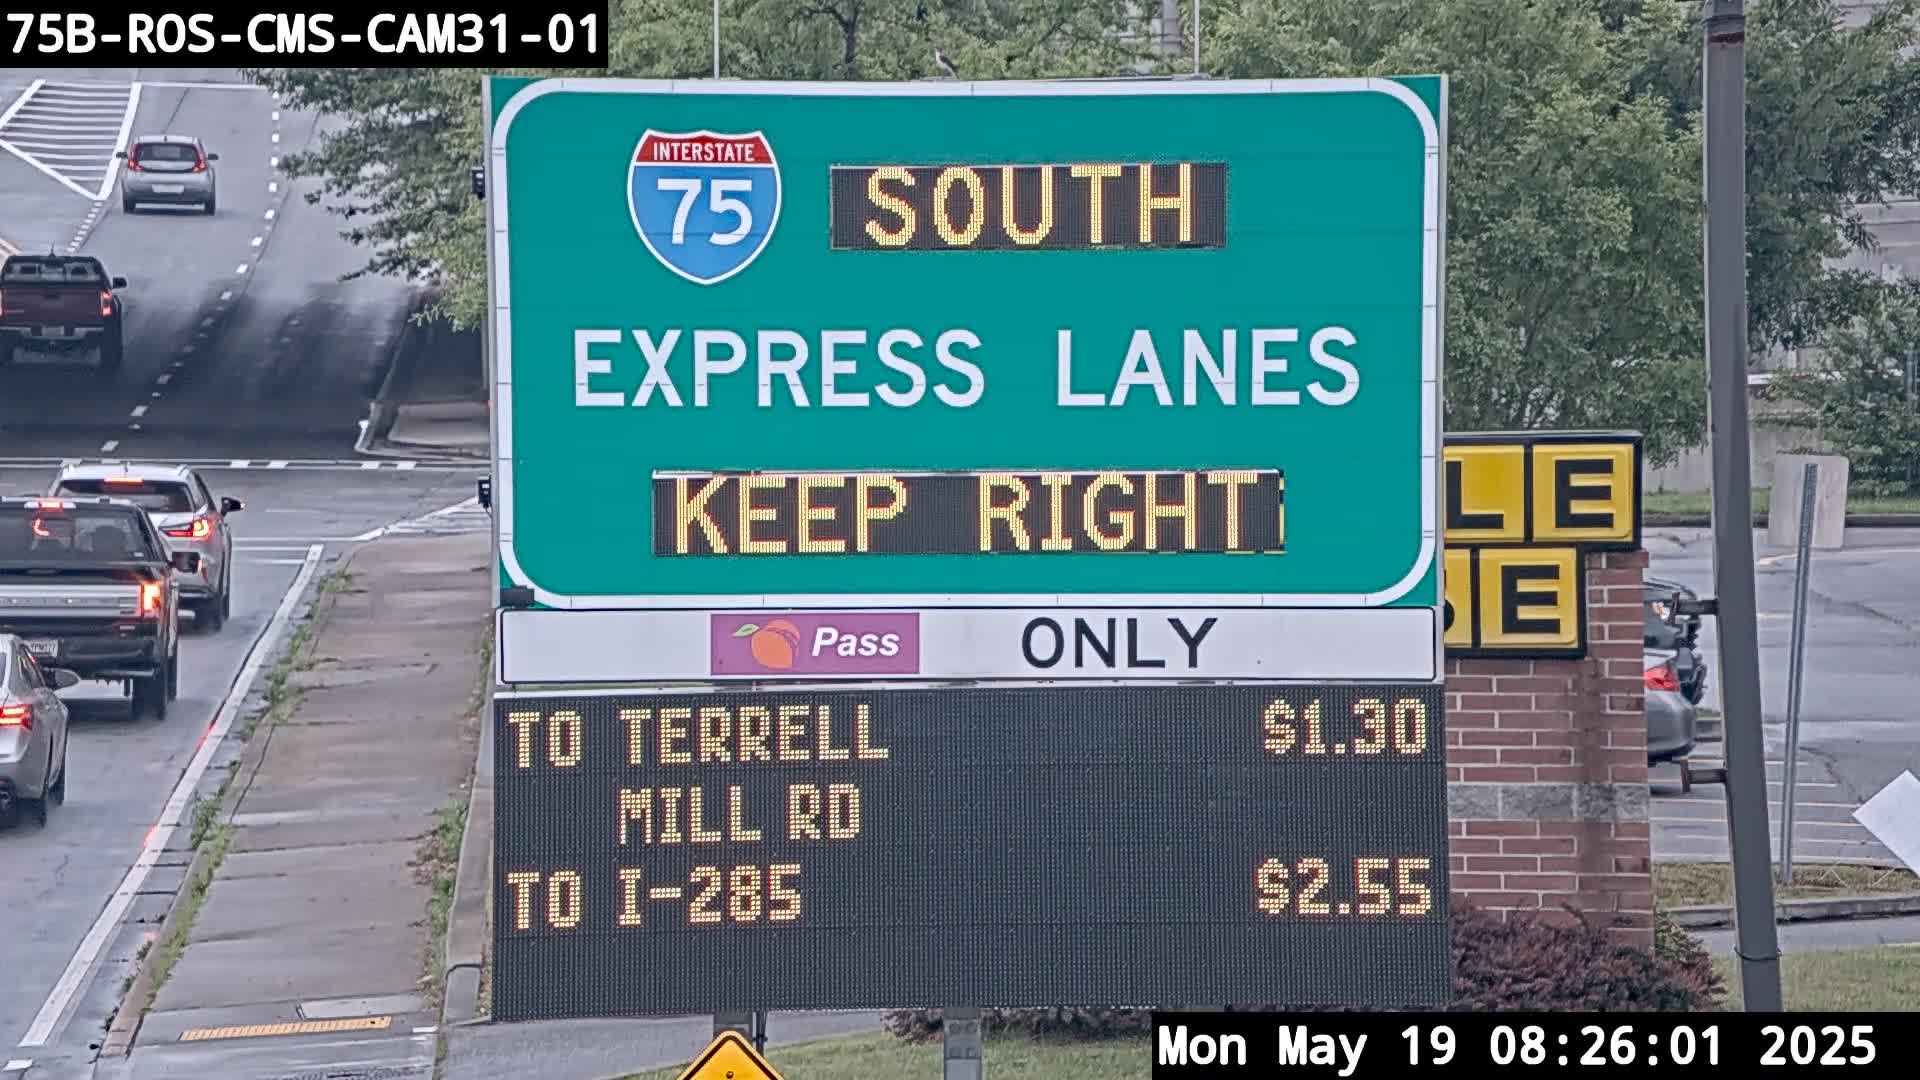 75B-ROS-CMS-CAM31-01
INTERSTATE
75
SOUTH
EXPRESS LANES
KEEP RIGHT
Pass ONLY
TO TERRELL $1.30
MILL RD
TO I-285 $2.55
LE
E
Mon May 19 08:26:01 2025